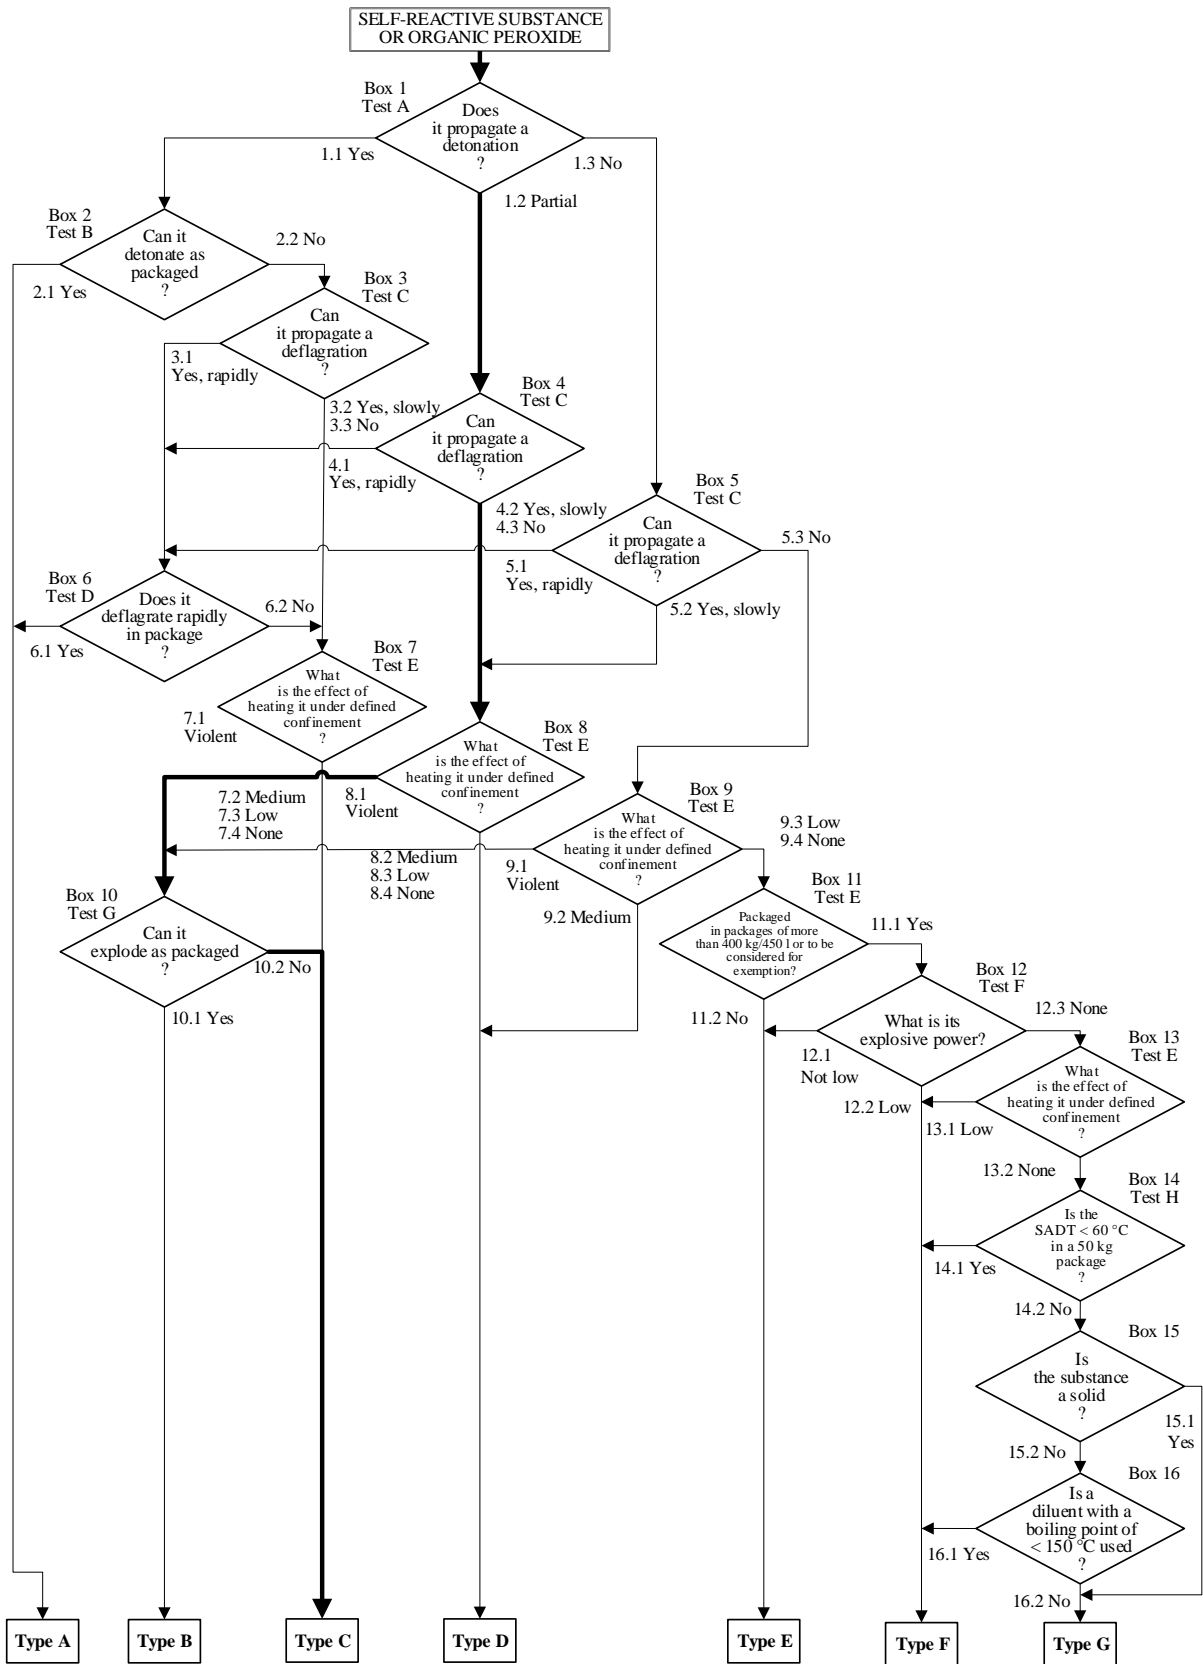 SELF-REACTIVE SUBSTANCE
OR ORGANIC PEROXIDE
Box 1
Test A
Does
it propagate a
detonation
?
1.1 Yes
1.3 No
1.2 Partial
Box 2
Test B
Can it
detonate as
packaged
?
2.2 No
2.1 Yes
Box 3
Test C
Can
it propagate a
deflagration
?
3.1
Yes, rapidly
3.2 Yes, slowly
3.3 No
Box 4
Test C
Can
it propagate a
deflagration
?
4.1
Yes, rapidly
4.2 Yes, slowly
4.3 No
Box 5
Test C
Can
it propagate a
deflagration
?
5.3 No
5.1
Yes, rapidly
5.2 Yes, slowly
Box 6
Test D
Does it
deflagrate rapidly
in package
?
6.2 No
6.1 Yes
Box 7
Test E
What
is the effect of
heating it under defined
confinement
?
7.1
Violent
7.2 Medium
7.3 Low
7.4 None
Box 8
Test E
What
is the effect of
heating it under defined
confinement
?
8.1
Violent
8.2 Medium
8.3 Low
8.4 None
Box 9
Test E
What
is the effect of
heating it under defined
confinement
?
9.3 Low
9.4 None
9.1
Violent
9.2 Medium
Box 10
Test G
Can it
explode as packaged
?
10.2 No
10.1 Yes
Box 11
Test E
Packaged
in packages of more
than 400 kg/450 l or to be
considered for
exemption?
11.1 Yes
11.2 No
Box 12
Test F
What is its
explosive power?
12.3 None
12.1
Not low
12.2 Low
Box 13
Test E
What
is the effect of
heating it under defined
confinement
?
13.1 Low
13.2 None
Box 14
Test H
Is the
SADT < 60 °C
in a 50 kg
package
?
14.1 Yes
14.2 No
Box 15
Is
the substance
a solid
?
15.1
Yes
15.2 No
Box 16
Is a
diluent with a
boiling point of
< 150 °C used
?
16.1 Yes
16.2 No
Type A
Type B
Type C
Type D
Type E
Type F
Type G